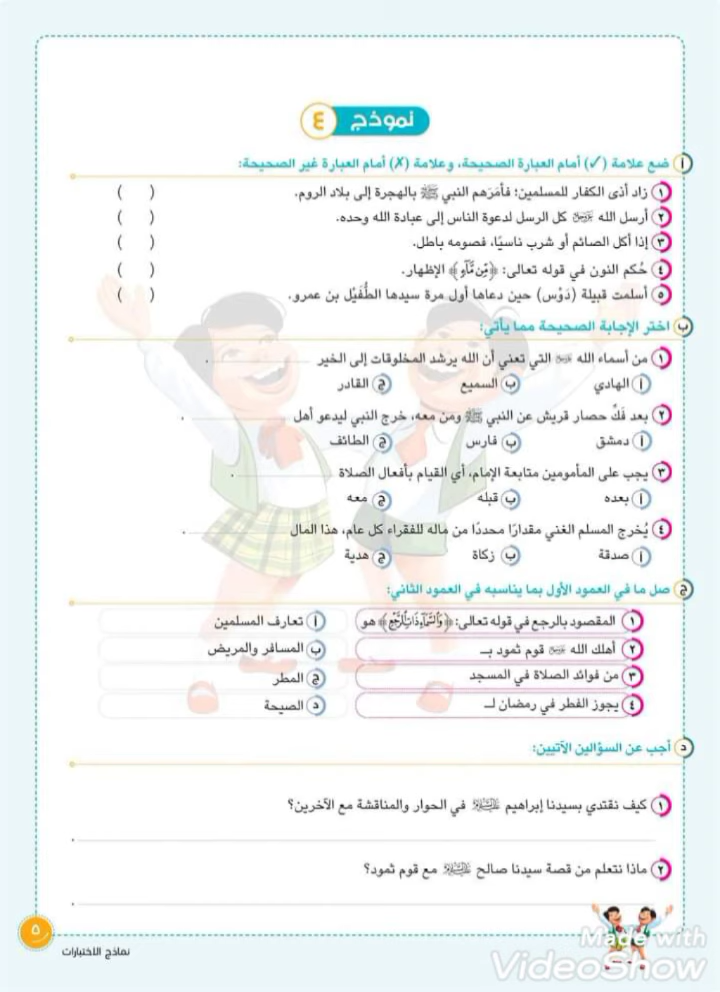 نموذج ٤
أ ضع علامة (✓) أمام العبارة الصحيحة، وعلامة (✗) أمام العبارة غير الصحيحة:
١ زاد أذى الكفار للمسلمين؛ فأمَرَهم النبي ﷺ بالهجرة إلى بلاد الروم. ( )
٢ أرسل الله كل الرسل لدعوة الناس إلى عبادة الله وحده. ( )
٣ إذا أكل الصائم أو شرب ناسيًا، فصومه باطل. ( )
٤ حُكم النون في قوله تعالى: ﴿مِّن مَّآءٍ﴾ الإظهار. ( )
٥ أسلمت قبيلة (دَوْس) حين دعاها أول مرة سيدها الطُّفَيْل بن عمرو. ( )
ب اختر الإجابة الصحيحة مما يأتي:
١ من أسماء الله التي تعني أن الله يرشد المخلوقات إلى الخير .
أ الهادي ب السميع ج القادر
٢ بعد فَكِّ حصار قريش عن النبي ﷺ ومن معه، خرج النبي ليدعو أهل .
أ دمشق ب فارس ج الطائف
٣ يجب على المأمومين متابعة الإمام، أي القيام بأفعال الصلاة .
أ بعده ب قبله ج معه
٤ يُخرج المسلم الغني مقدارًا محددًا من ماله للفقراء كل عام، هذا المال .
أ صدقة ب زكاة ج هدية
ج صل ما في العمود الأول بما يناسبه في العمود الثاني:
١ المقصود بالرجع في قوله تعالى: ﴿وَالسَّمَآءِ ذَاتِ الرَّجْعِ﴾ هو أ تعارف المسلمين
٢ أهلك الله قوم ثمود بـ ب المسافر والمريض
٣ من فوائد الصلاة في المسجد ج المطر
٤ يجوز الفطر في رمضان لـ د الصيحة
د أجب عن السؤالين الآتيين:
١ كيف نقتدي بسيدنا إبراهيم عليه السلام في الحوار والمناقشة مع الآخرين؟
.
٢ ماذا نتعلم من قصة سيدنا صالح عليه السلام مع قوم ثمود؟
.
٥
نماذج الاختبارات
Made with
VideoShow